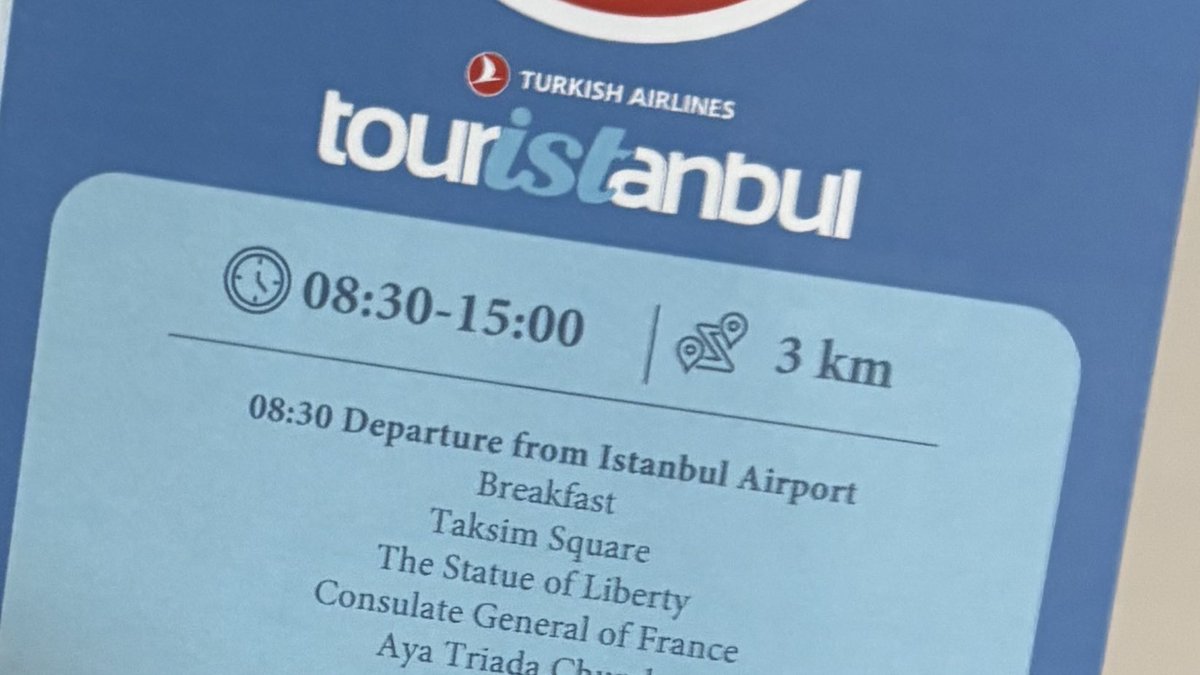 TURKISH AIRLINES
touristanbul
08:30-15:00 3 km
08:30 Departure from Istanbul Airport
Breakfast
Taksim Square
The Statue of Liberty
Consulate General of France
Aya Triada